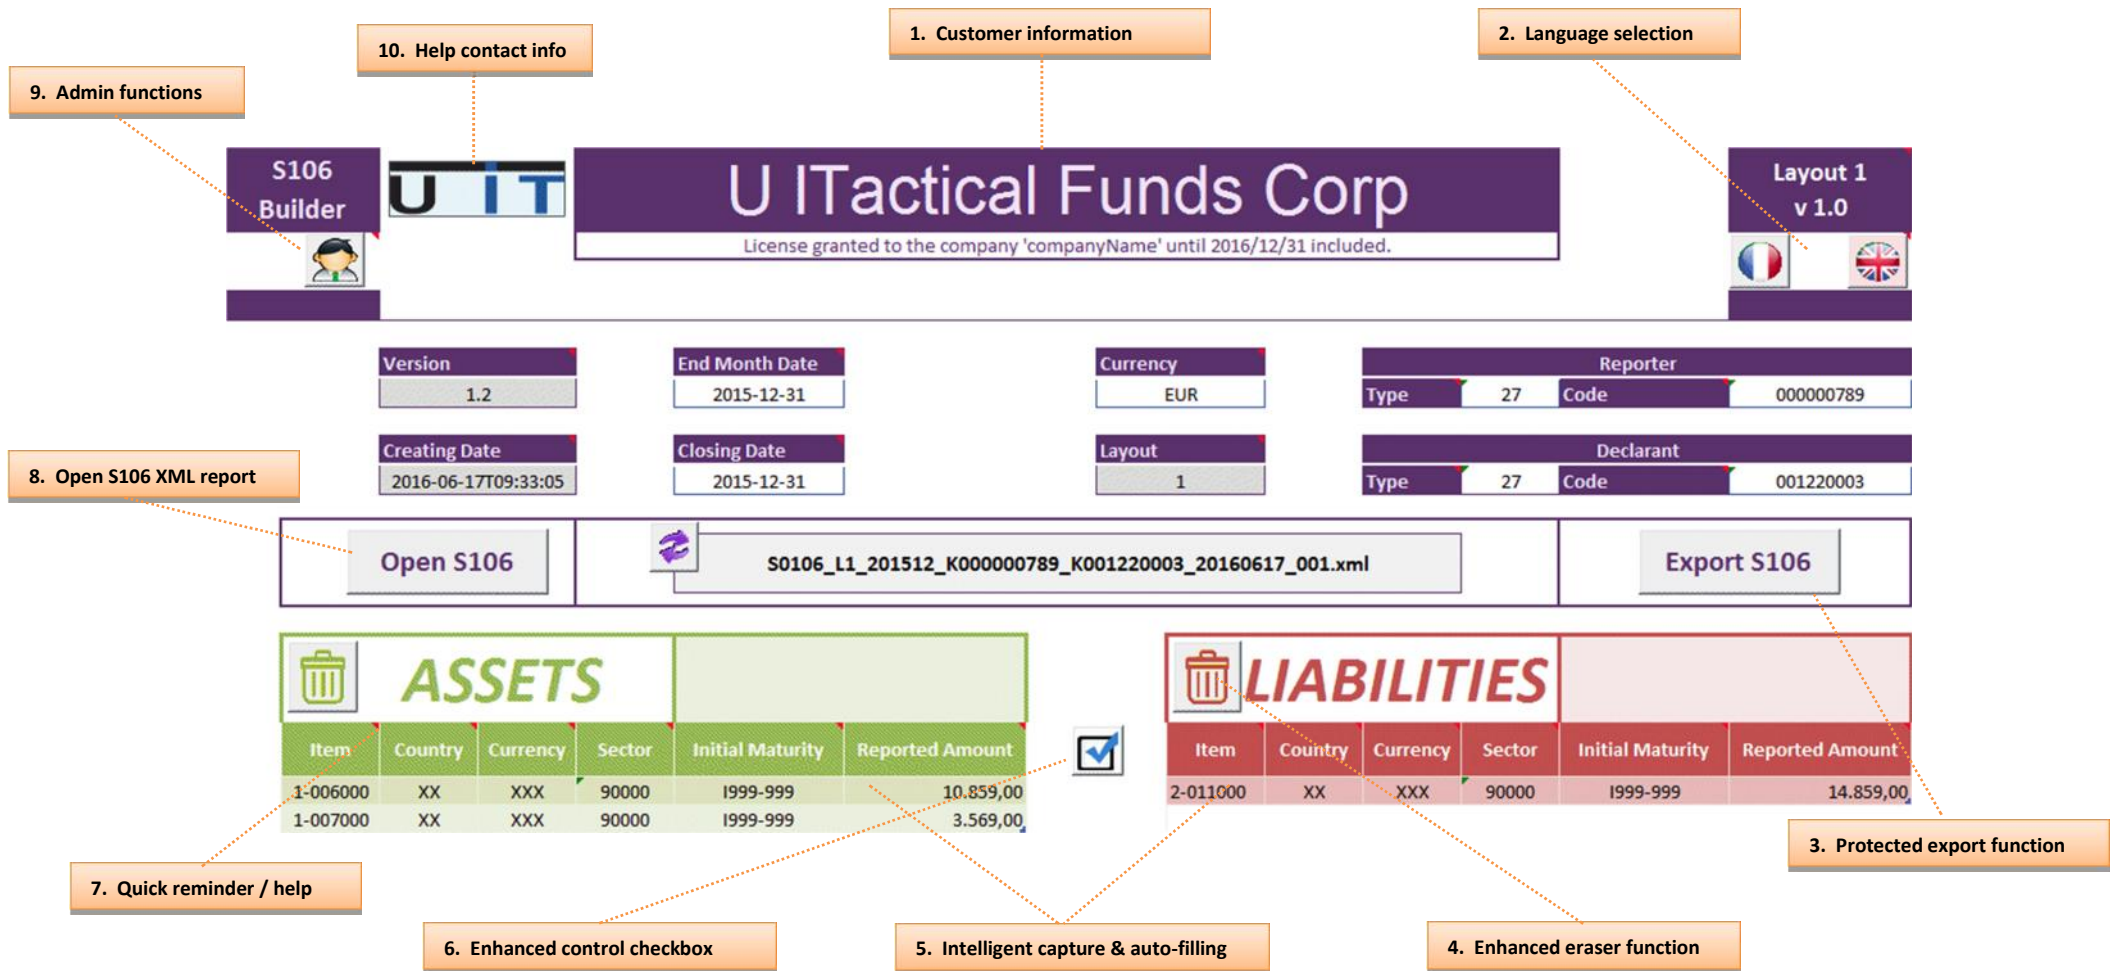 1. Customer information
2. Language selection
10. Help contact info
9. Admin functions
S106
Builder
U iT
U ITactical Funds Corp
License granted to the company 'companyName' until 2016/12/31 included.
Layout 1
v 1.0
Version
1.2
End Month Date
2015-12-31
Currency
EUR
Reporter
Type 27 Code 000000789
Creating Date
2016-06-17T09:33:05
Closing Date
2015-12-31
Layout
1
Declarant
Type 27 Code 001220003
8. Open S106 XML report
Open S106
S0106_L1_201512_K000000789_K001220003_20160617_001.xml
Export S106
ASSETS
Item Country Currency Sector Initial Maturity Reported Amount
1-006000 XX XXX 90000 I999-999 10.859,00
1-007000 XX XXX 90000 I999-999 3.569,00
LIABILITIES
Item Country Currency Sector Initial Maturity Reported Amount
2-011000 XX XXX 90000 I999-999 14.859,00
3. Protected export function
7. Quick reminder / help
6. Enhanced control checkbox
5. Intelligent capture & auto-filling
4. Enhanced eraser function